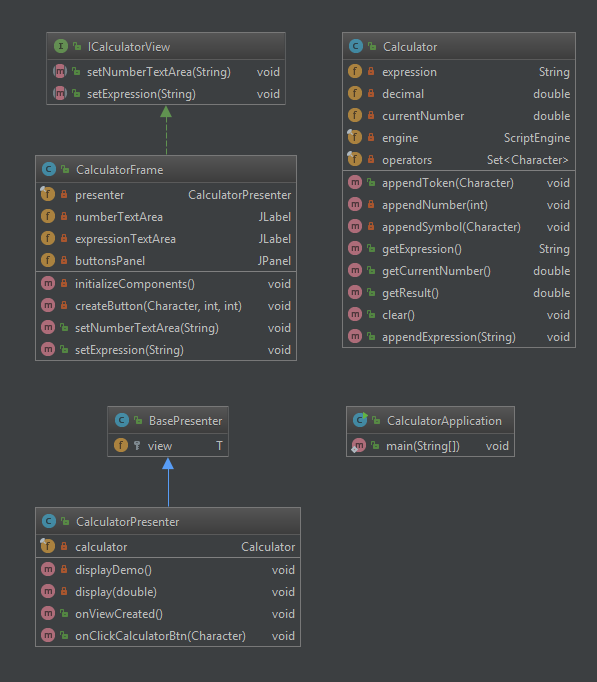 ICalculatorView
setNumberTextArea(String) void
setExpression(String) void
Calculator
expression String
decimal double
currentNumber double
engine ScriptEngine
operators Set<Character>
appendToken(Character) void
appendNumber(int) void
appendSymbol(Character) void
getExpression() String
getCurrentNumber() double
getResult() double
clear() void
appendExpression(String) void
CalculatorFrame
presenter CalculatorPresenter
numberTextArea JLabel
expressionTextArea JLabel
buttonsPanel JPanel
initializeComponents() void
createButton(Character, int, int) void
setNumberTextArea(String) void
setExpression(String) void
BasePresenter
view T
CalculatorApplication
main(String[]) void
CalculatorPresenter
calculator Calculator
displayDemo() void
display(double) void
onViewCreated() void
onClickCalculatorBtn(Character) void